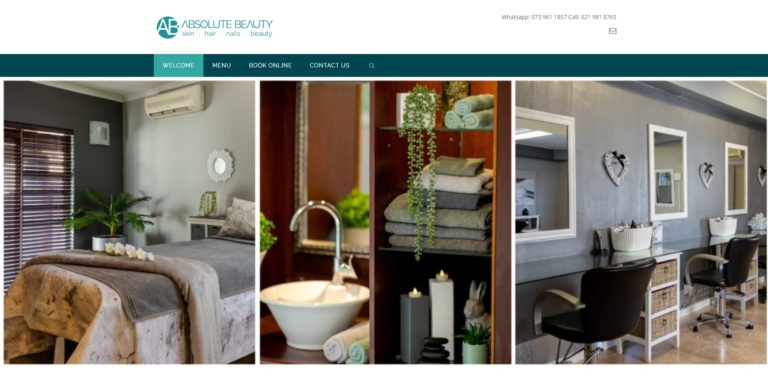 AB ABSOLUTE BEAUTY
skin . hair . nails . beauty
Whatsapp: 073 961 1857 Call: 021 981 8765
WELCOME MENU BOOK ONLINE CONTACT US